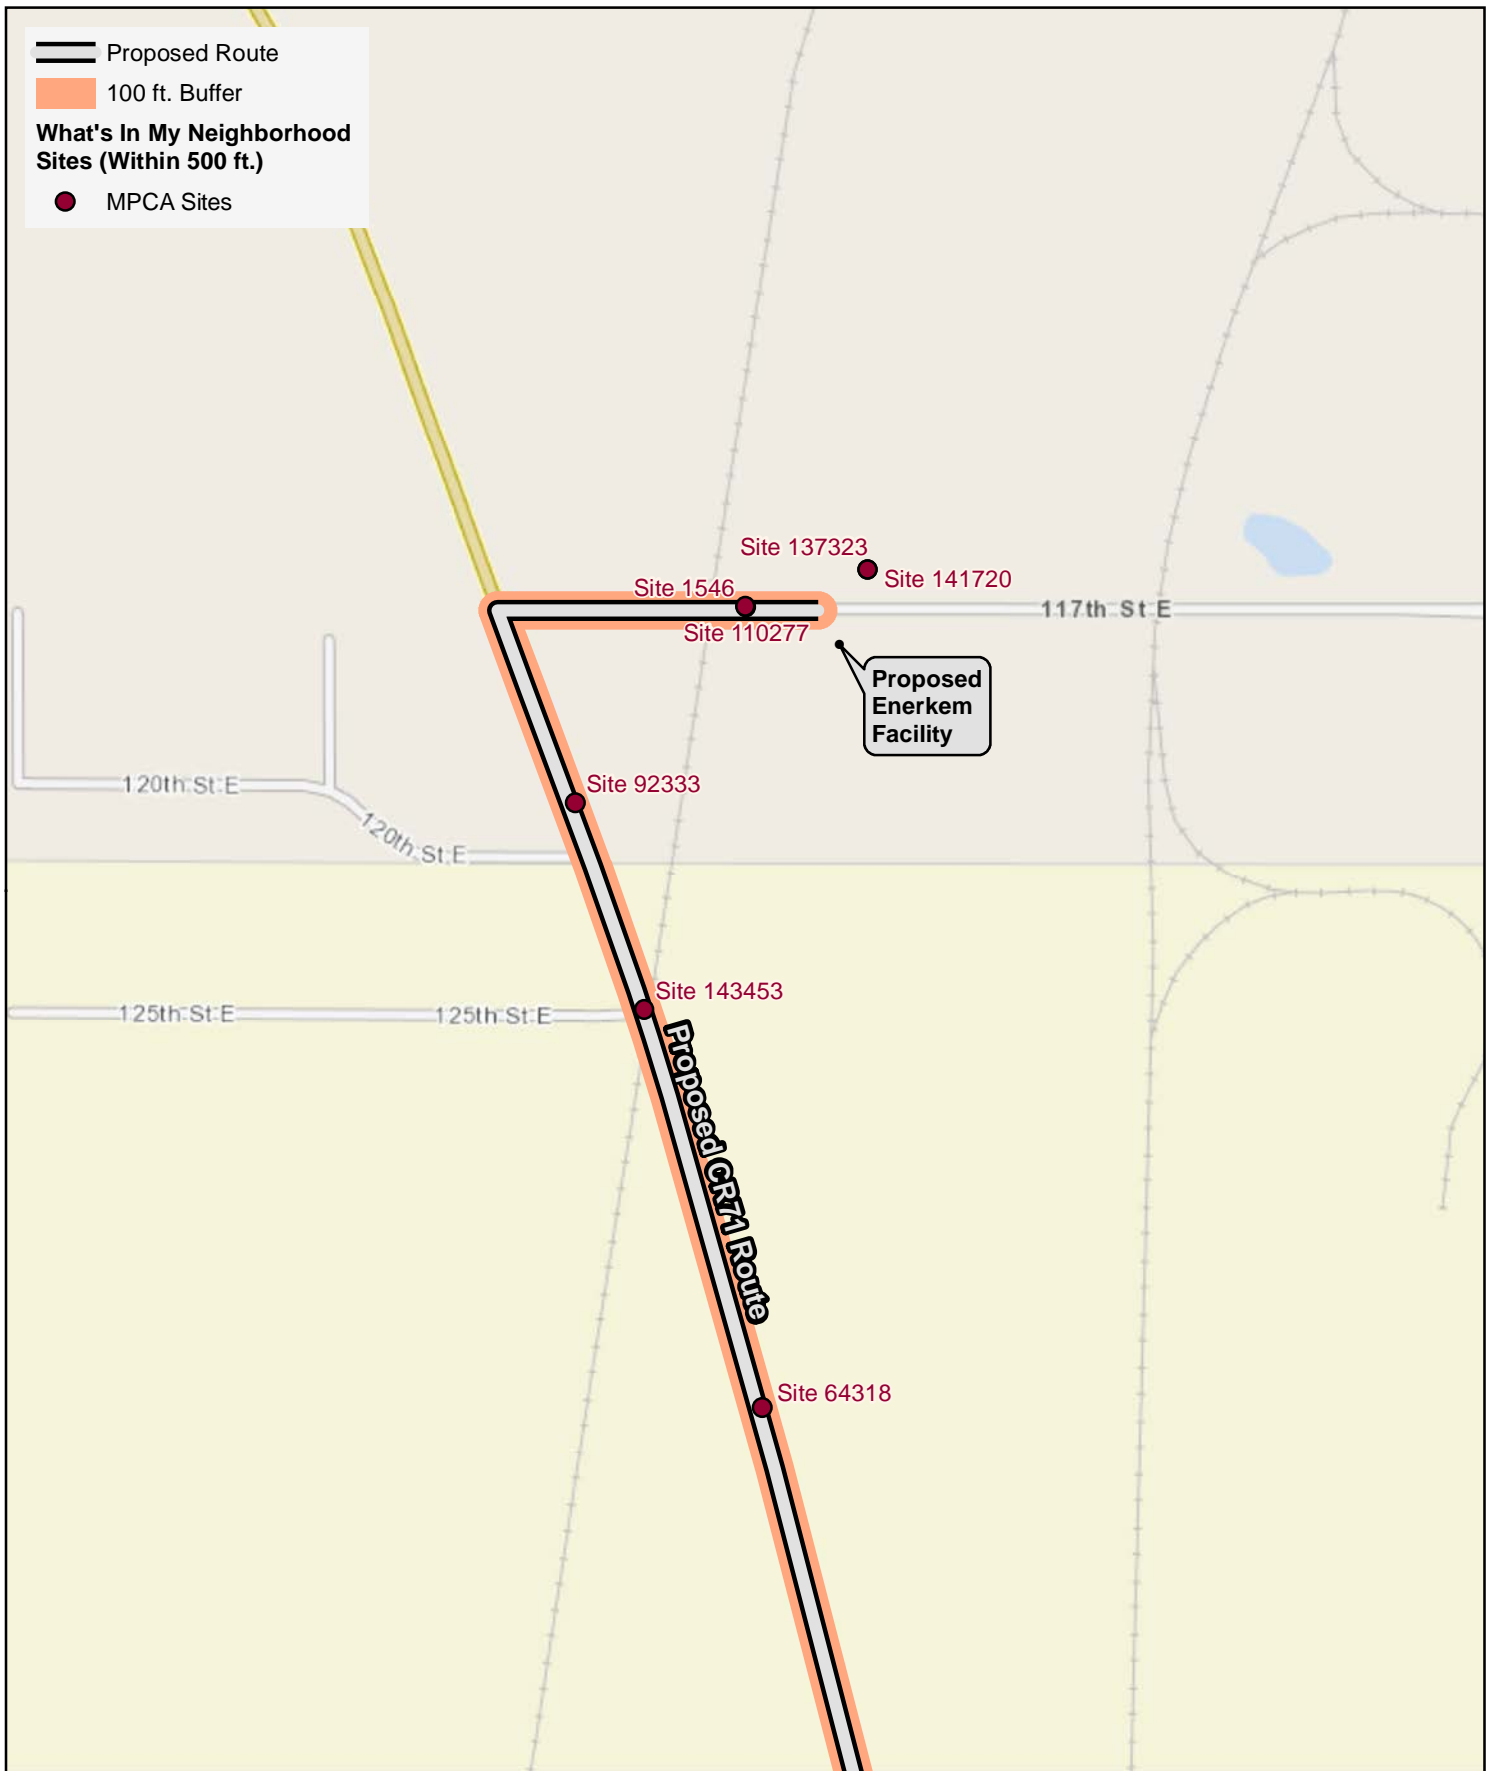 Proposed Route
100 ft. Buffer
What's In My Neighborhood
Sites (Within 500 ft.)
MPCA Sites
Site 137323
Site 141720
Site 1546
117th St E
Site 110277
Proposed
Enerkem
Facility
Site 92333
120th St E
120th St E
Site 143453
125th St E
125th St E
Proposed CR71 Route
Site 64318